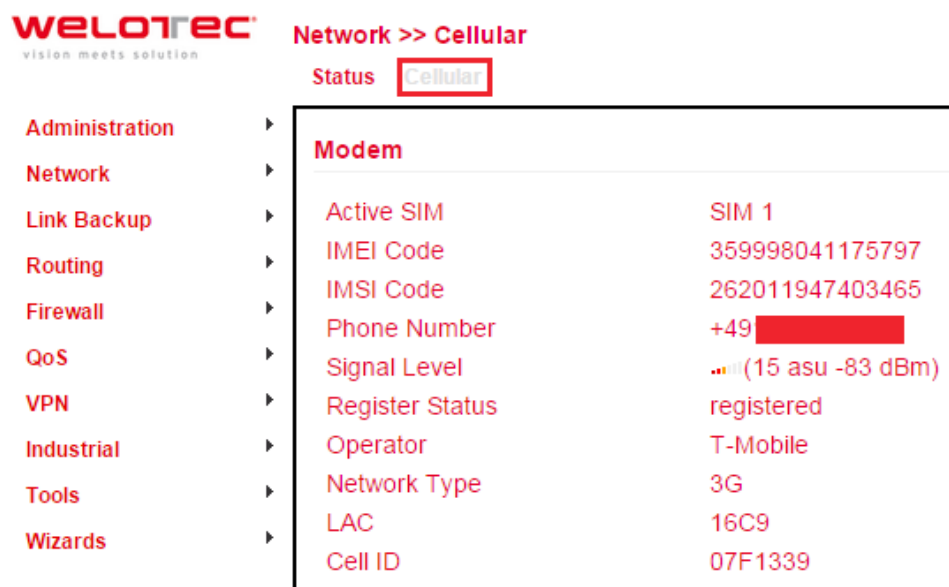 welotec
vision meets solution
Network >> Cellular
Status Cellular
Administration
Network
Link Backup
Routing
Firewall
QoS
VPN
Industrial
Tools
Wizards
Modem
Active SIM SIM 1
IMEI Code 359998041175797
IMSI Code 262011947403465
Phone Number +49
Signal Level (15 asu -83 dBm)
Register Status registered
Operator T-Mobile
Network Type 3G
LAC 16C9
Cell ID 07F1339